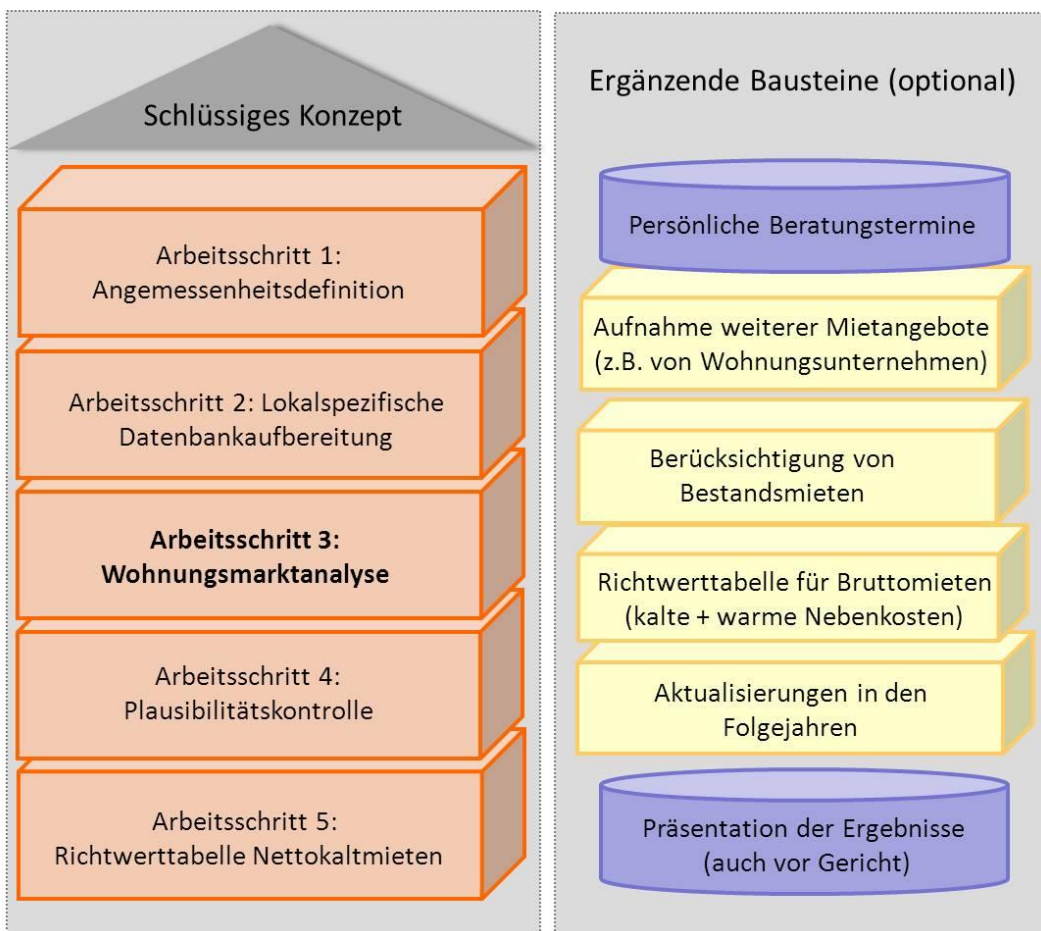 Schlüssiges Konzept
Arbeitsschritt 1:
Angemessenheitsdefinition
Arbeitsschritt 2: Lokalspezifische
Datenbankaufbereitung
Arbeitsschritt 3:
Wohnungsmarktanalyse
Arbeitsschritt 4:
Plausibilitätskontrolle
Arbeitsschritt 5:
Richtwerttabelle Nettokaltmieten
Ergänzende Bausteine (optional)
Persönliche Beratungstermine
Aufnahme weiterer Mietangebote
(z.B. von Wohnungsunternehmen)
Berücksichtigung von
Bestandsmieten
Richtwerttabelle für Bruttomieten
(kalte + warme Nebenkosten)
Aktualisierungen in den
Folgejahren
Präsentation der Ergebnisse
(auch vor Gericht)